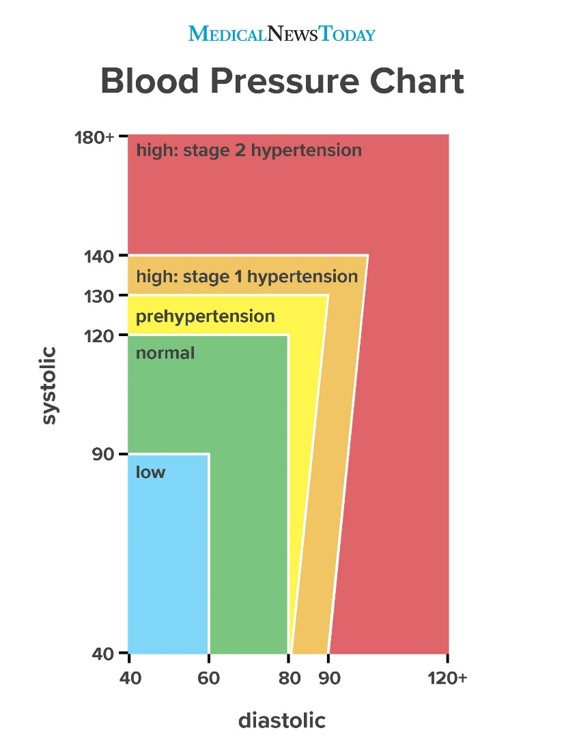 MEDICALNEWSTODAY
Blood Pressure Chart
180+
high: stage 2 hypertension
140
high: stage 1 hypertension
130
prehypertension
120
normal
systolic
90
low
40
40 60 80 90 120+
diastolic